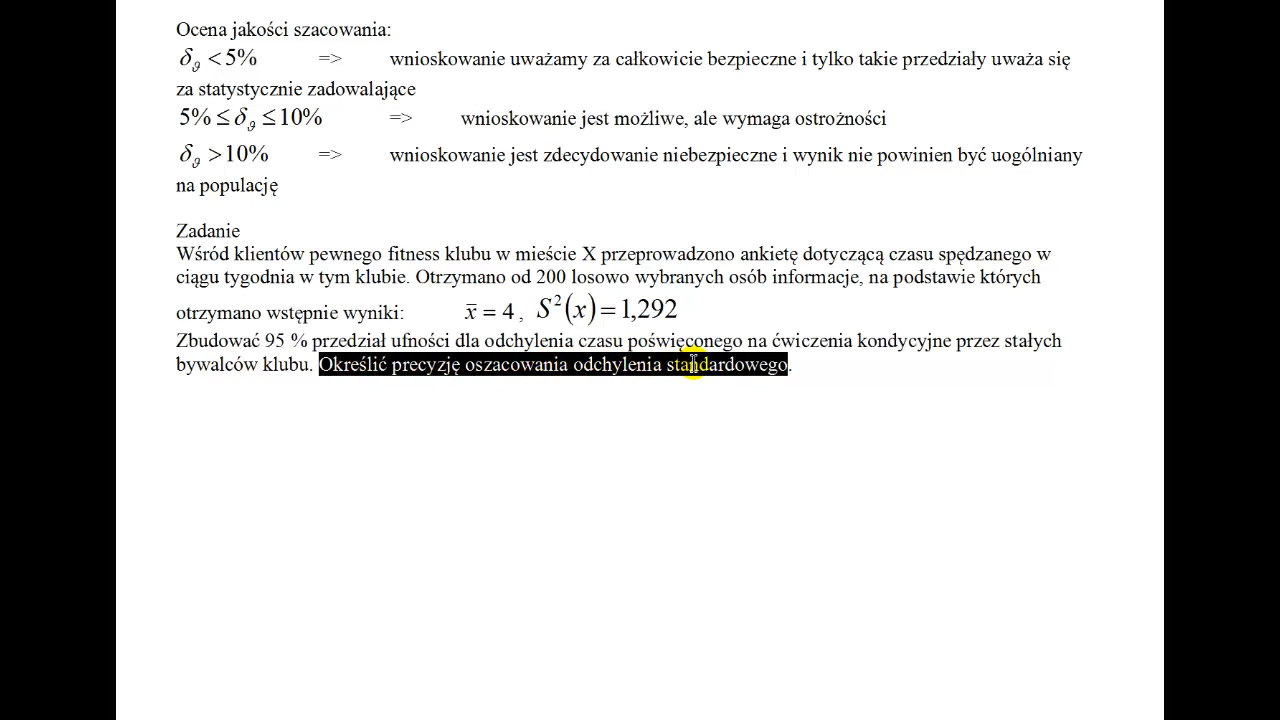 Ocena jakości szacowania:
δ𝜗 < 5% => wnioskowanie uważamy za całkowicie bezpieczne i tylko takie przedziały uważa się
za statystycznie zadowalające
5% ≤ δ𝜗 ≤ 10% => wnioskowanie jest możliwe, ale wymaga ostrożności
δ𝜗 > 10% => wnioskowanie jest zdecydowanie niebezpieczne i wynik nie powinien być uogólniany
na populację
Zadanie
Wśród klientów pewnego fitness klubu w mieście X przeprowadzono ankietę dotyczącą czasu spędzanego w
ciągu tygodnia w tym klubie. Otrzymano od 200 losowo wybranych osób informacje, na podstawie których
otrzymano wstępnie wyniki: x̄ = 4 , S²(x) = 1,292
Zbudować 95 % przedział ufności dla odchylenia czasu poświęconego na ćwiczenia kondycyjne przez stałych
bywalców klubu. Określić precyzję oszacowania odchylenia standardowego.